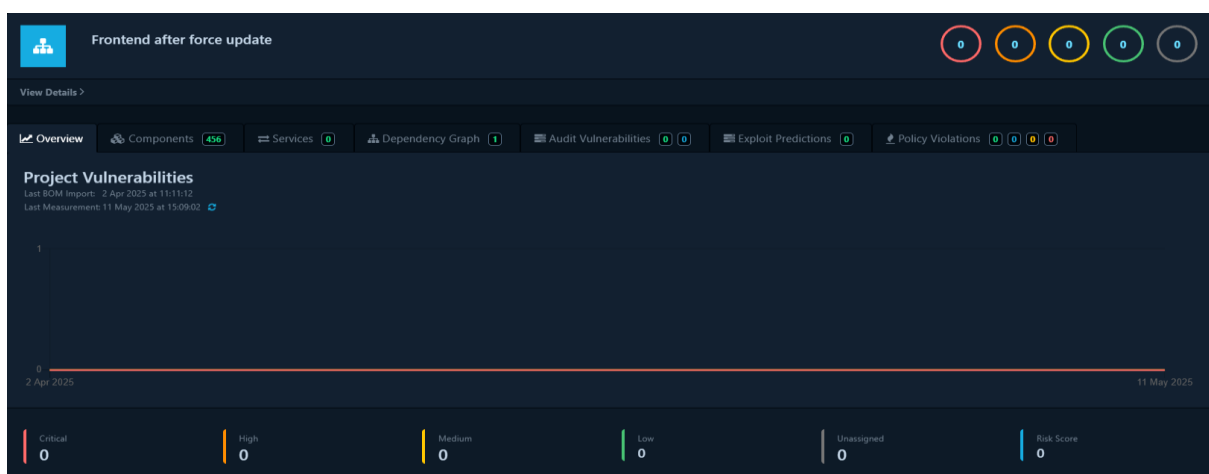 Frontend after force update
0 0 0 0 0
View Details >
Overview Components 456 Services 0 Dependency Graph 1 Audit Vulnerabilities 0 0 Exploit Predictions 0 Policy Violations 0 0 0 0
Project Vulnerabilities
Last BOM Import: 2 Apr 2025 at 11:11:12
Last Measurement: 11 May 2025 at 15:09:02
1
0
2 Apr 2025 11 May 2025
Critical High Medium Low Unassigned Risk Score
0 0 0 0 0 0